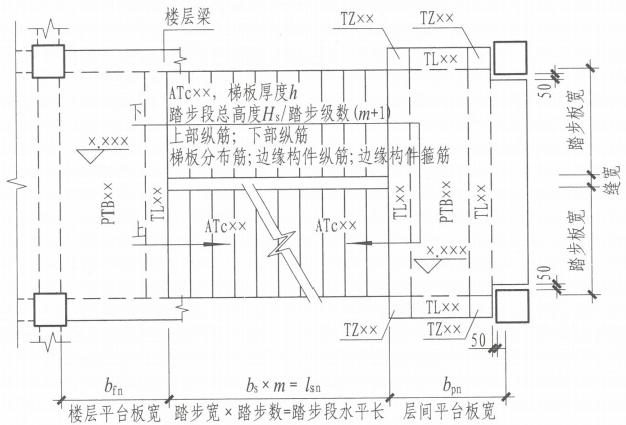 楼层梁
TZ××
TZ××
TL××
ATc××, 梯板厚度h
踏步段总高度Hs/踏步级数(m+1)
上部纵筋; 下部纵筋
梯板分布筋;边缘构件纵筋;边缘构件箍筋
下
x.xxx
PTB××
TL××
上
ATc××
ATc××
TL××
PTB××
TL××
x.xxx
TL××
TZ××
TZ××
50
踏步板宽
缝宽
踏步板宽
50
50
bfn
bs×m=lsn
bpn
楼层平台板宽
踏步宽×踏步数=踏步段水平长
层间平台板宽